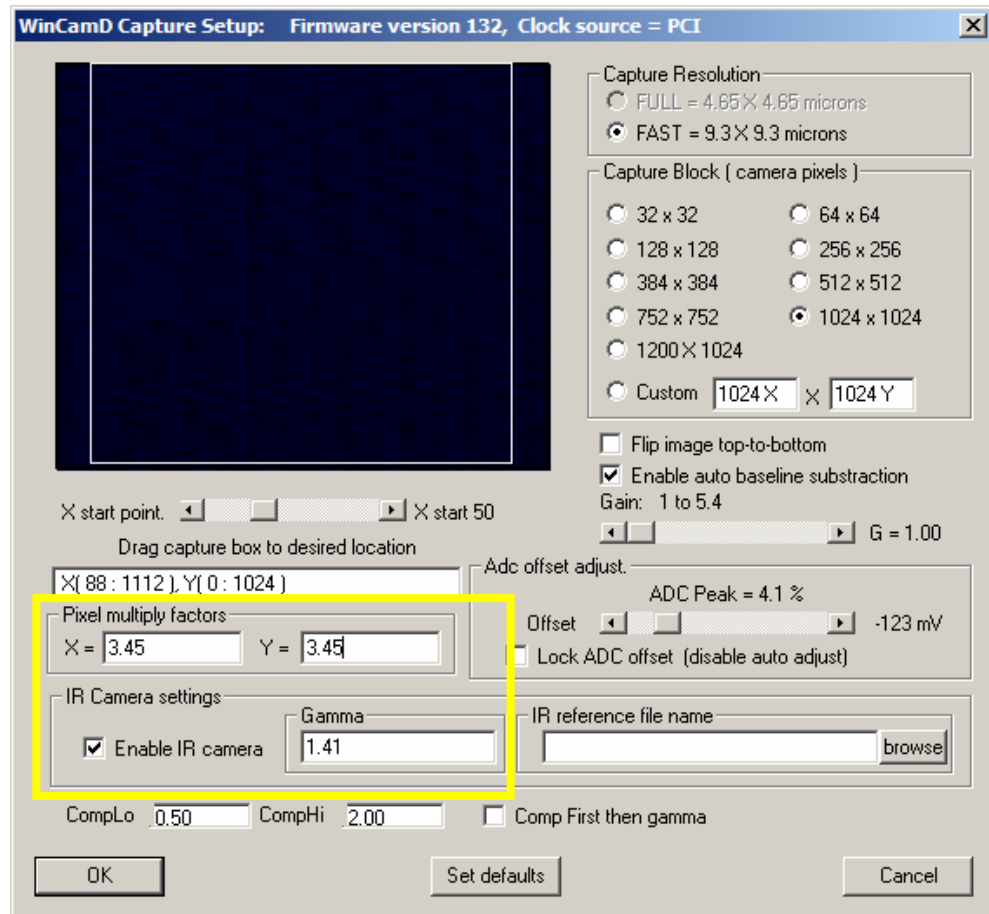 WinCamD Capture Setup: Firmware version 132, Clock source = PCI
Capture Resolution
FULL = 4.65 X 4.65 microns
FAST = 9.3 X 9.3 microns
Capture Block ( camera pixels )
32 x 32 64 x 64
128 x 128 256 x 256
384 x 384 512 x 512
752 x 752 1024 x 1024
1200 X 1024
Custom 1024 X X 1024 Y
Flip image top-to-bottom
Enable auto baseline substraction
Gain: 1 to 5.4
G = 1.00
X start point. X start 50
Drag capture box to desired location
X( 88 : 1112 ), Y( 0 : 1024 )
Adc offset adjust.
ADC Peak = 4.1 %
Offset -123 mV
Lock ADC offset (disable auto adjust)
Pixel multiply factors
X = 3.45 Y = 3.45
IR Camera settings
Enable IR camera
Gamma
1.41
IR reference file name
browse
CompLo 0.50 CompHi 2.00 Comp First then gamma
OK Set defaults Cancel